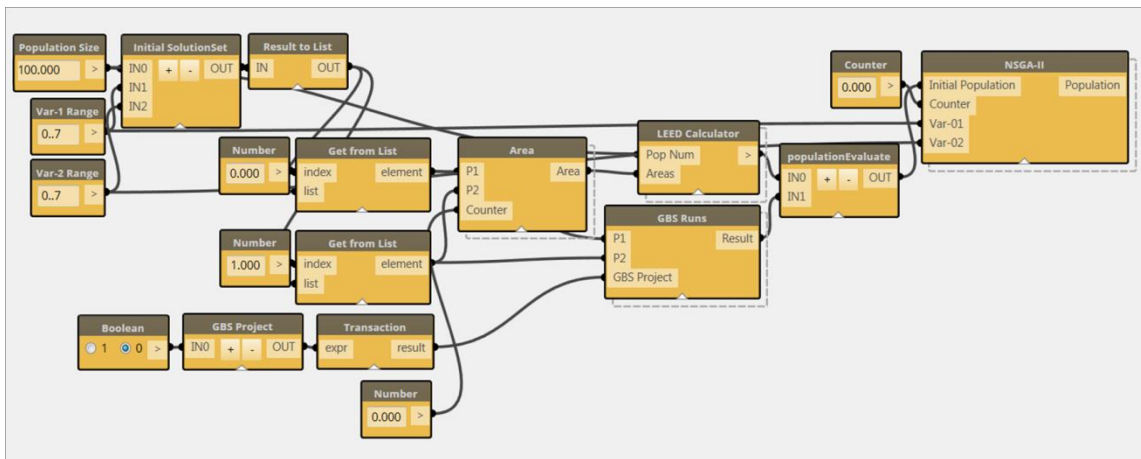 Population Size
100.000 >
Initial SolutionSet
IN0 + - OUT
IN1
IN2
Result to List
IN OUT
Var-1 Range
0..7 >
Var-2 Range
0..7 >
Number
0.000 >
Get from List
index element
list
Number
1.000 >
Get from List
index element
list
Boolean
1 0 >
GBS Project
IN0 + - OUT
Transaction
expr result
Number
0.000 >
Area
P1 Area
P2
Counter
LEED Calculator
Pop Num >
Areas
GBS Runs
P1 Result
P2
GBS Project
populationEvaluate
IN0 + - OUT
IN1
Counter
0.000 >
NSGA-II
Initial Population Population
Counter
Var-01
Var-02